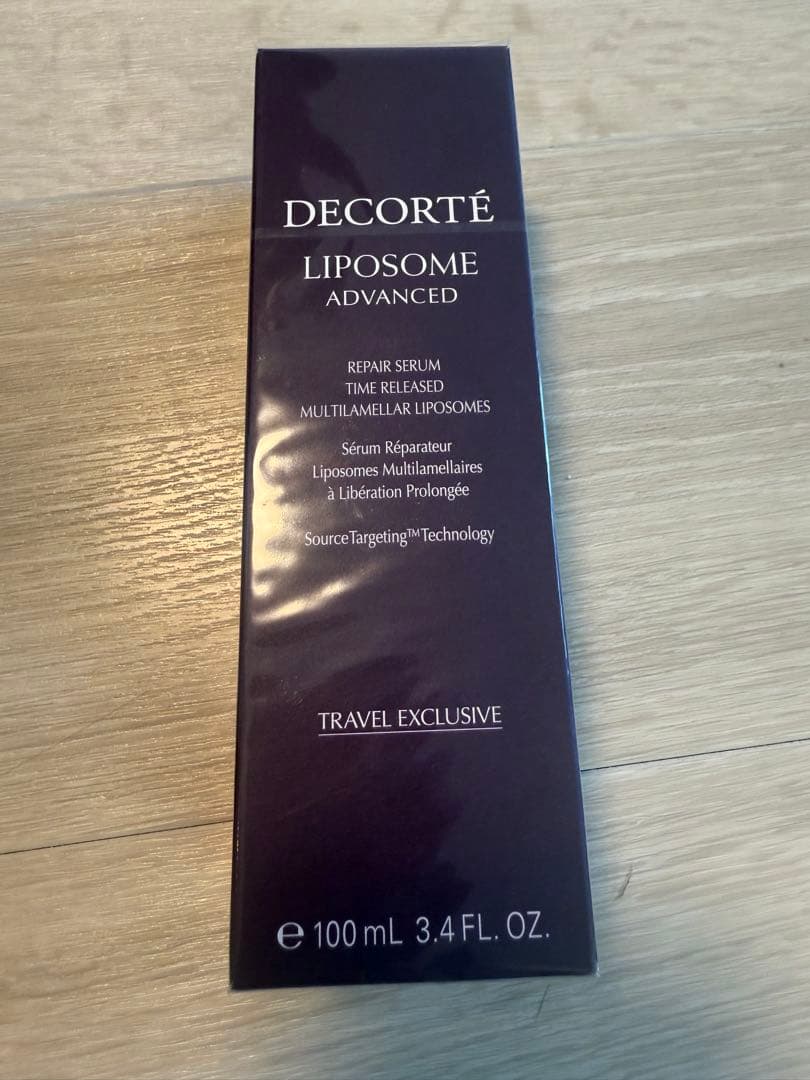 DECORTÉ
LIPOSOME
ADVANCED
REPAIR SERUM
TIME RELEASED
MULTILAMELLAR LIPOSOMES
Sérum Réparateur
Liposomes Multilamellaires
à Libération Prolongée
SourceTargeting™Technology
TRAVEL EXCLUSIVE
℮ 100 mL 3.4 FL. OZ.